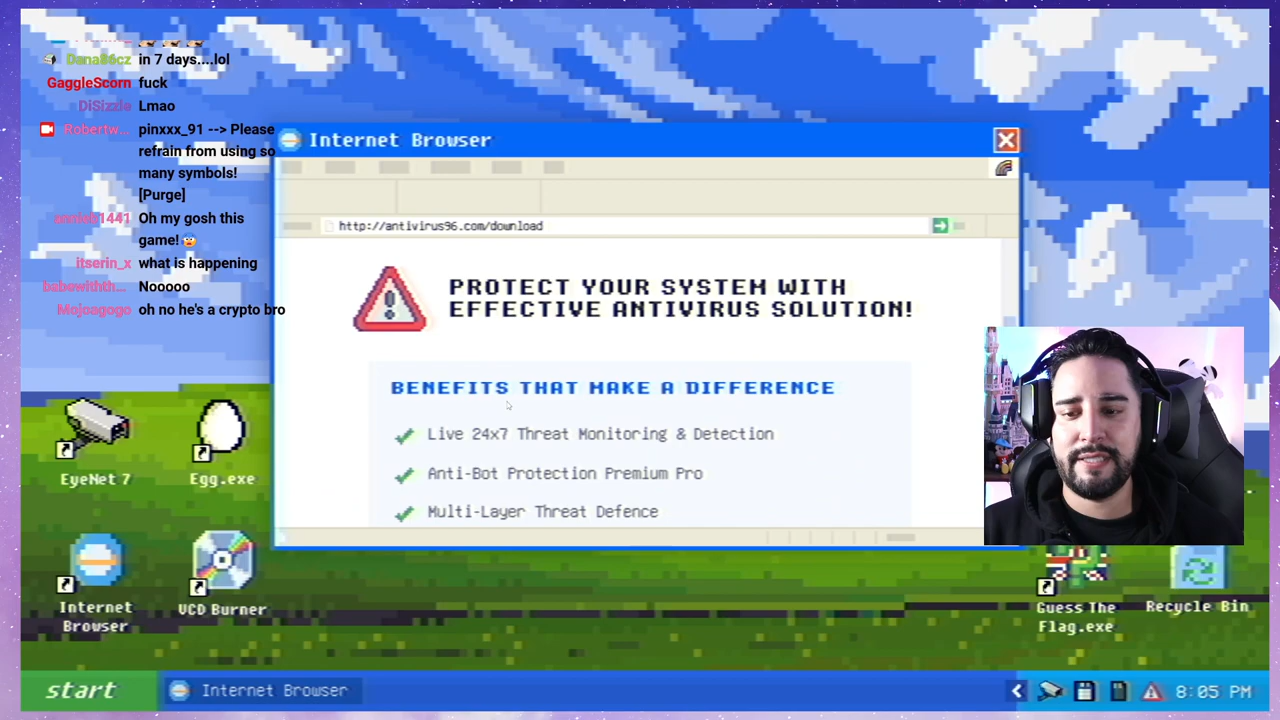 Dana86cz in 7 days....lol
GaggleScorn fuck
DiSizzle Lmao
Robertw... pinxxx_91 --> Please
refrain from using so
many symbols!
[Purge]
Oh my gosh this
game!
itserin_x what is happening
Nooooo
Mojoagogo oh no he's a crypto bro
Internet Browser
http://antivirus96.com/download
PROTECT YOUR SYSTEM WITH
EFFECTIVE ANTIVIRUS SOLUTION!
BENEFITS THAT MAKE A DIFFERENCE
Live 24x7 Threat Monitoring & Detection
Anti-Bot Protection Premium Pro
Multi-Layer Threat Defence
EyeNet 7
Egg.exe
Internet
Browser
VCD Burner
Guess The
Flag.exe
Recycle Bin
start
Internet Browser
8:05 PM